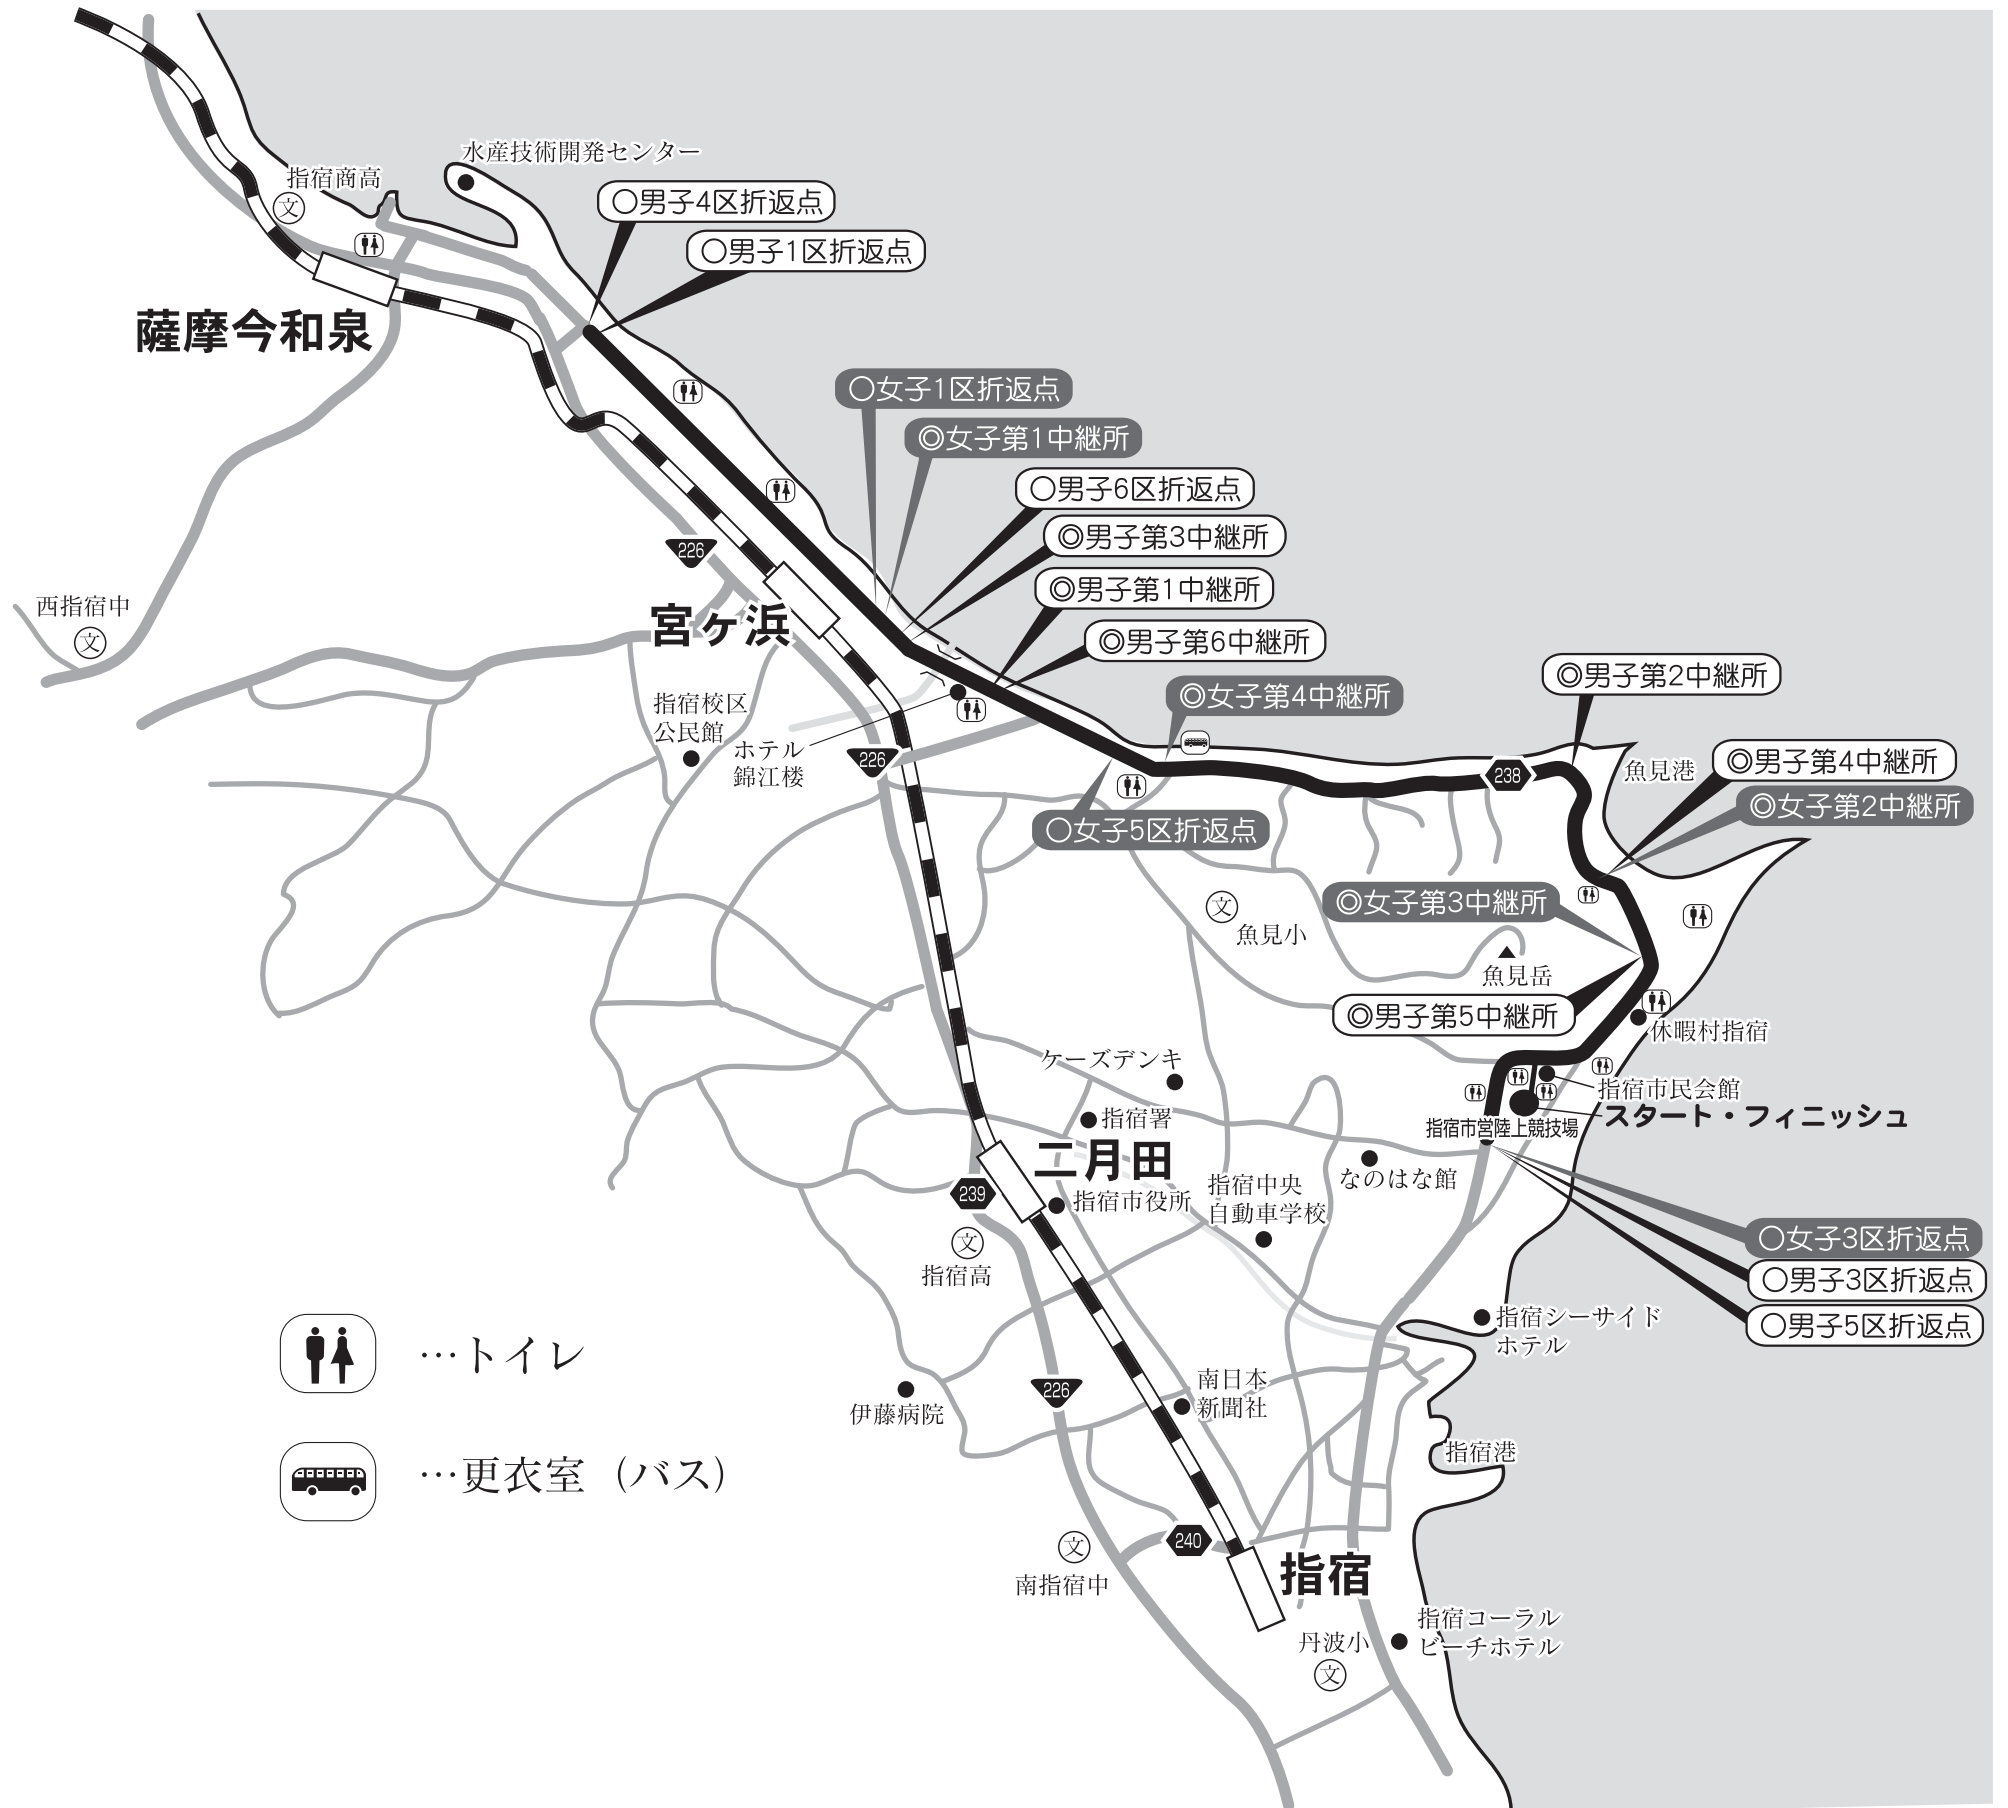 水産技術開発センター
指宿商高
文
○男子4区折返点
○男子1区折返点
薩摩今和泉
○女子1区折返点
◎女子第1中継所
○男子6区折返点
◎男子第3中継所
226
◎男子第1中継所
西指宿中
文
宮ヶ浜
◎男子第6中継所
◎男子第2中継所
◎女子第4中継所
指宿校区
公民館
ホテル
錦江楼
226
238
魚見港
◎男子第4中継所
◎女子第2中継所
○女子5区折返点
◎女子第3中継所
文
魚見小
魚見岳
◎男子第5中継所
休暇村指宿
ケーズデンキ
指宿市民会館
スタート・フィニッシュ
指宿署
指宿市営陸上競技場
二月田
なのはな館
239
指宿市役所
指宿中央
自動車学校
文
指宿高
○女子3区折返点
○男子3区折返点
○男子5区折返点
指宿シーサイド
ホテル
…トイレ
226
南日本
新聞社
伊藤病院
指宿港
…更衣室（バス）
240
文
南指宿中
指宿
指宿コーラル
ビーチホテル
丹波小
文